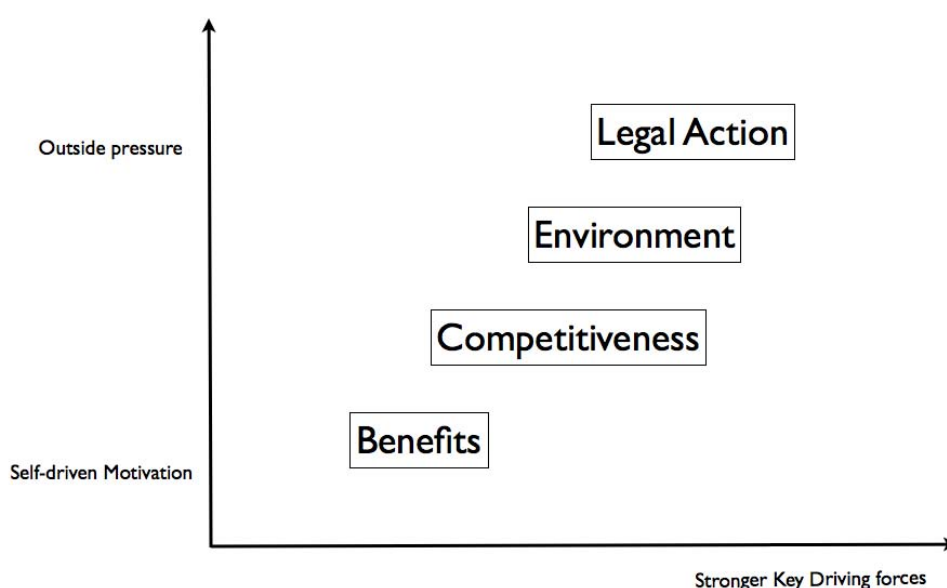 Legal Action
Outside pressure
Environment
Competitiveness
Benefits
Self-driven Motivation
Stronger Key Driving forces